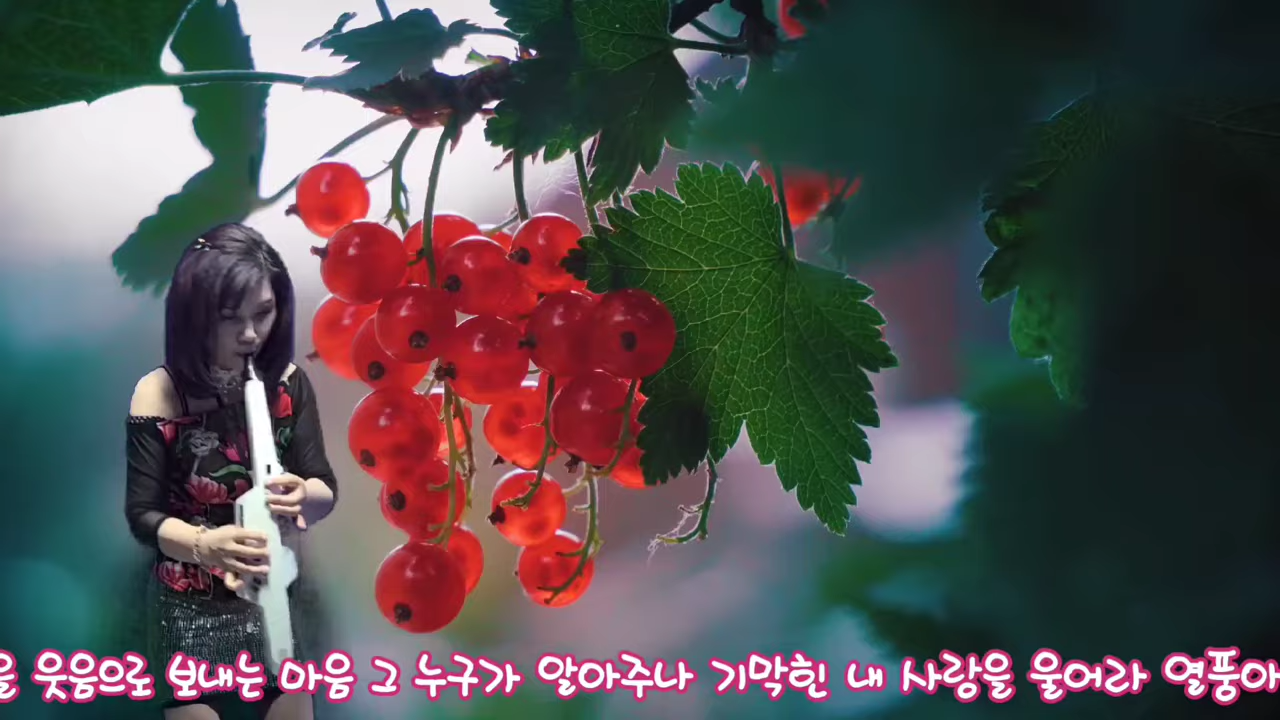 을 웃음으로 보내는 마음 그 누구가 알아주나 기막힌 내 사랑을 울어라 열풍아